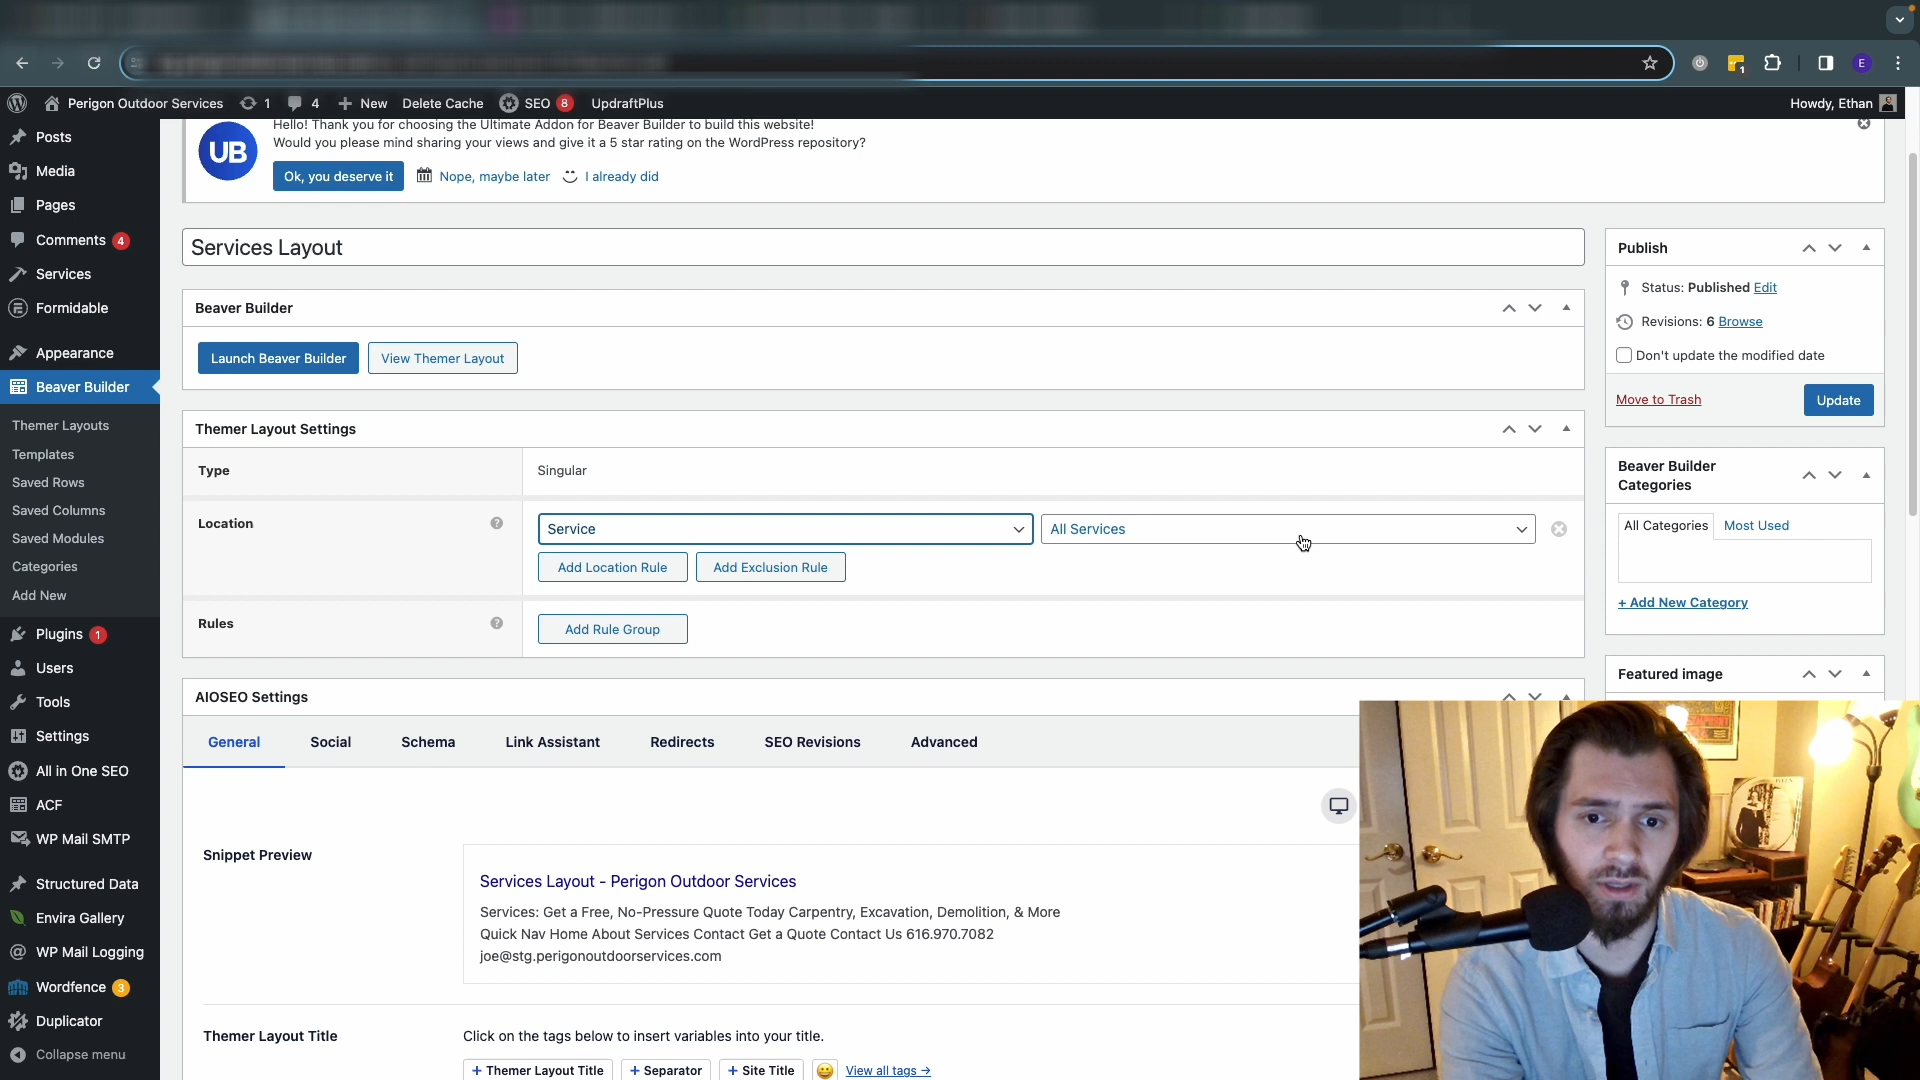 E
Perigon Outdoor Services
1
4
New
Delete Cache
SEO 8
UpdraftPlus
Howdy, Ethan
Posts
Media
Pages
Comments 4
Services
Formidable
Appearance
Beaver Builder
Themer Layouts
Templates
Saved Rows
Saved Columns
Saved Modules
Categories
Add New
Plugins 1
Users
Tools
Settings
All in One SEO
ACF
WP Mail SMTP
Structured Data
Envira Gallery
WP Mail Logging
Wordfence 3
Duplicator
Collapse menu
UB
Hello! Thank you for choosing the Ultimate Addon for Beaver Builder to build this website!
Would you please mind sharing your views and give it a 5 star rating on the WordPress repository?
Ok, you deserve it
Nope, maybe later
I already did
Services Layout
Beaver Builder
Launch Beaver Builder
View Themer Layout
Themer Layout Settings
Type
Singular
Location
?
Service
All Services
Add Location Rule
Add Exclusion Rule
Rules
?
Add Rule Group
AIOSEO Settings
General
Social
Schema
Link Assistant
Redirects
SEO Revisions
Advanced
Snippet Preview
Services Layout - Perigon Outdoor Services
Services: Get a Free, No-Pressure Quote Today Carpentry, Excavation, Demolition, & More
Quick Nav Home About Services Contact Get a Quote Contact Us 616.970.7082
joe@stg.perigonoutdoorservices.com
Themer Layout Title
Click on the tags below to insert variables into your title.
+ Themer Layout Title
+ Separator
+ Site Title
View all tags →
Publish
Status: Published Edit
Revisions: 6 Browse
Don't update the modified date
Move to Trash
Update
Beaver Builder
Categories
All Categories
Most Used
+ Add New Category
Featured image